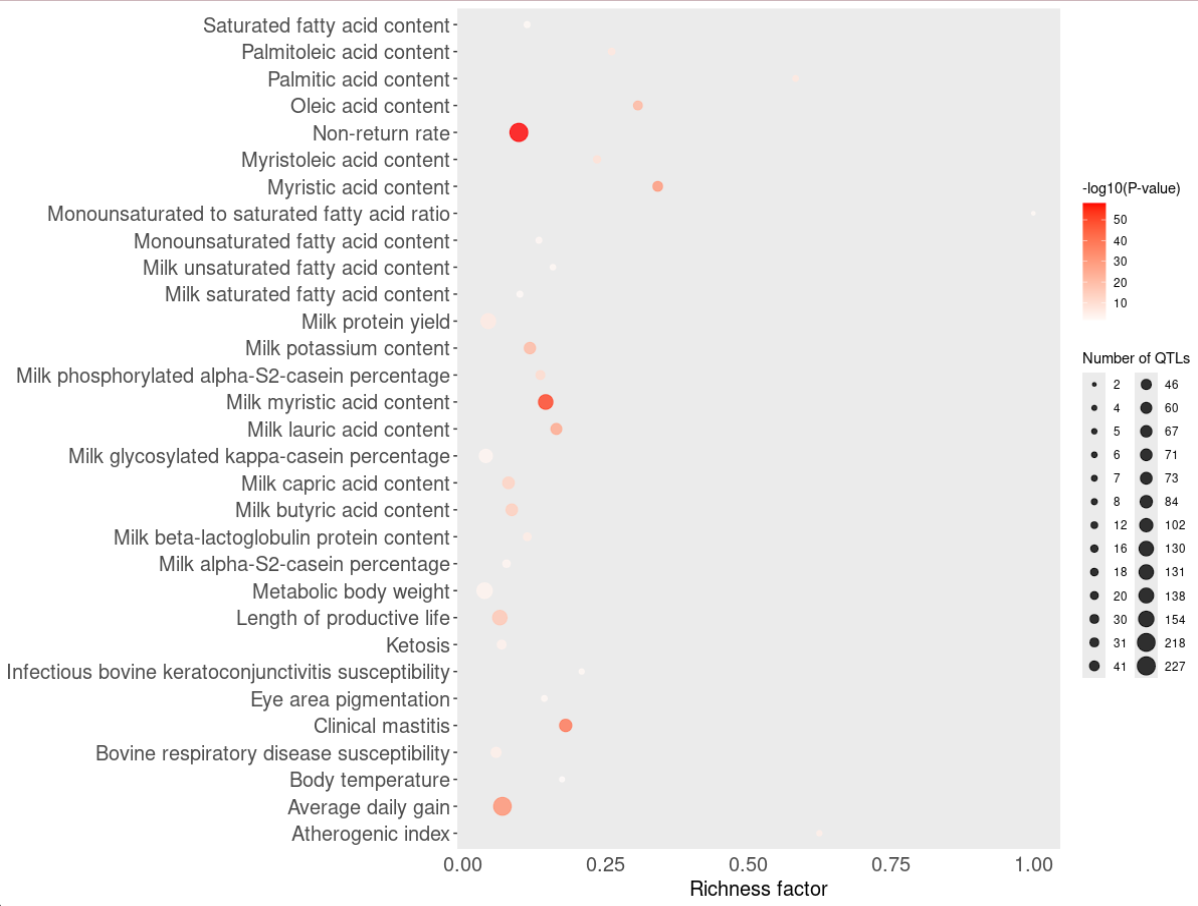 Saturated fatty acid content
Palmitoleic acid content
Palmitic acid content
Oleic acid content
Non-return rate
Myristoleic acid content
Myristic acid content
Monounsaturated to saturated fatty acid ratio
Monounsaturated fatty acid content
Milk unsaturated fatty acid content
Milk saturated fatty acid content
Milk protein yield
Milk potassium content
Milk phosphorylated alpha-S2-casein percentage
Milk myristic acid content
Milk lauric acid content
Milk glycosylated kappa-casein percentage
Milk capric acid content
Milk butyric acid content
Milk beta-lactoglobulin protein content
Milk alpha-S2-casein percentage
Metabolic body weight
Length of productive life
Ketosis
Infectious bovine keratoconjunctivitis susceptibility
Eye area pigmentation
Clinical mastitis
Bovine respiratory disease susceptibility
Body temperature
Average daily gain
Atherogenic index
0.00 0.25 0.50 0.75 1.00
Richness factor
-log10(P-value)
50
40
30
20
10
Number of QTLs
2 46
4 60
5 67
6 71
7 73
8 84
12 102
16 130
18 131
20 138
30 154
31 218
41 227